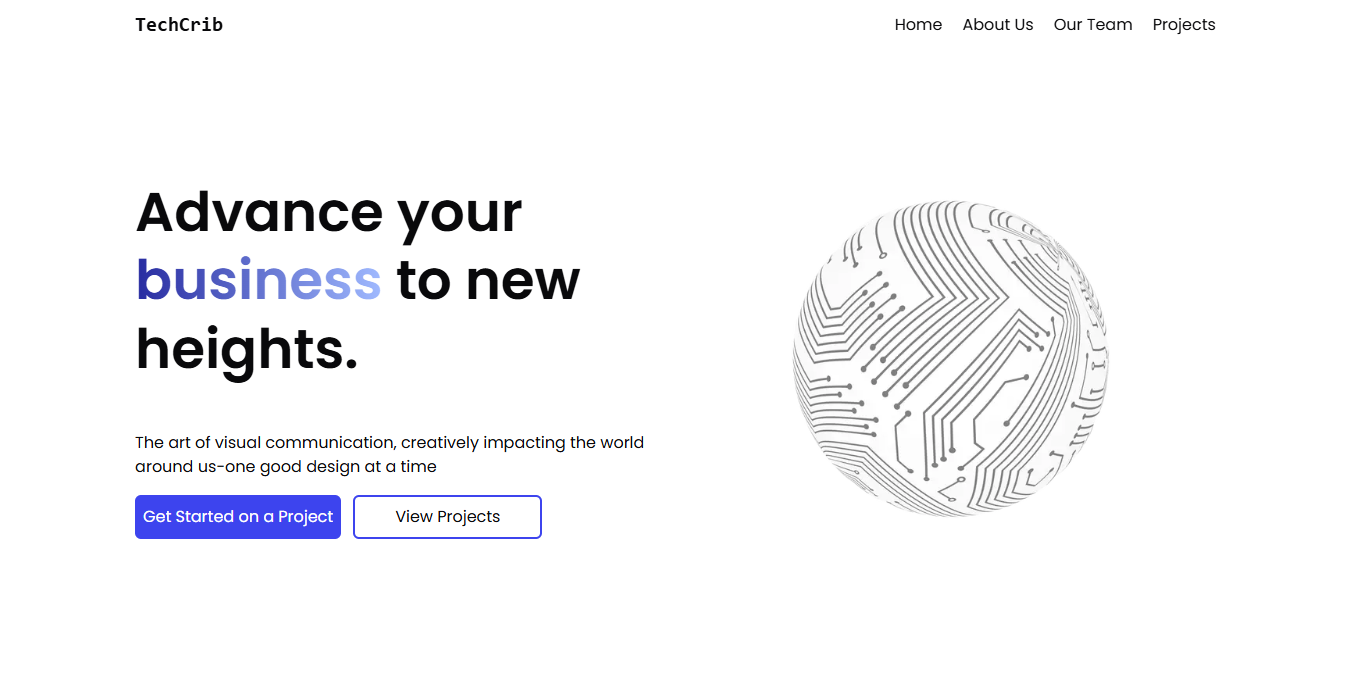 TechCrib
Home About Us Our Team Projects
Advance your
business to new
heights.
The art of visual communication, creatively impacting the world
around us-one good design at a time
Get Started on a Project View Projects